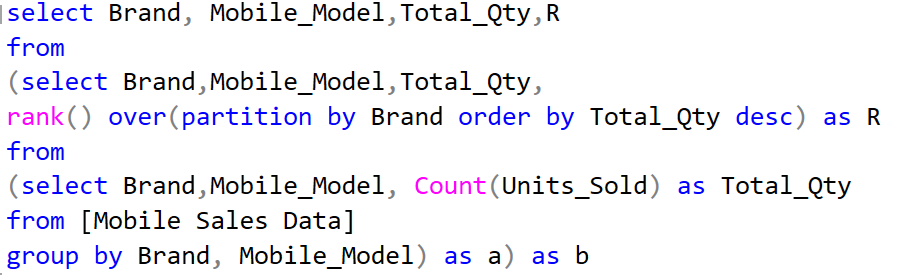 select Brand, Mobile_Model,Total_Qty,R
from
(select Brand,Mobile_Model,Total_Qty,
rank() over(partition by Brand order by Total_Qty desc) as R
from
(select Brand,Mobile_Model, Count(Units_Sold) as Total_Qty
from [Mobile Sales Data]
group by Brand, Mobile_Model) as a) as b